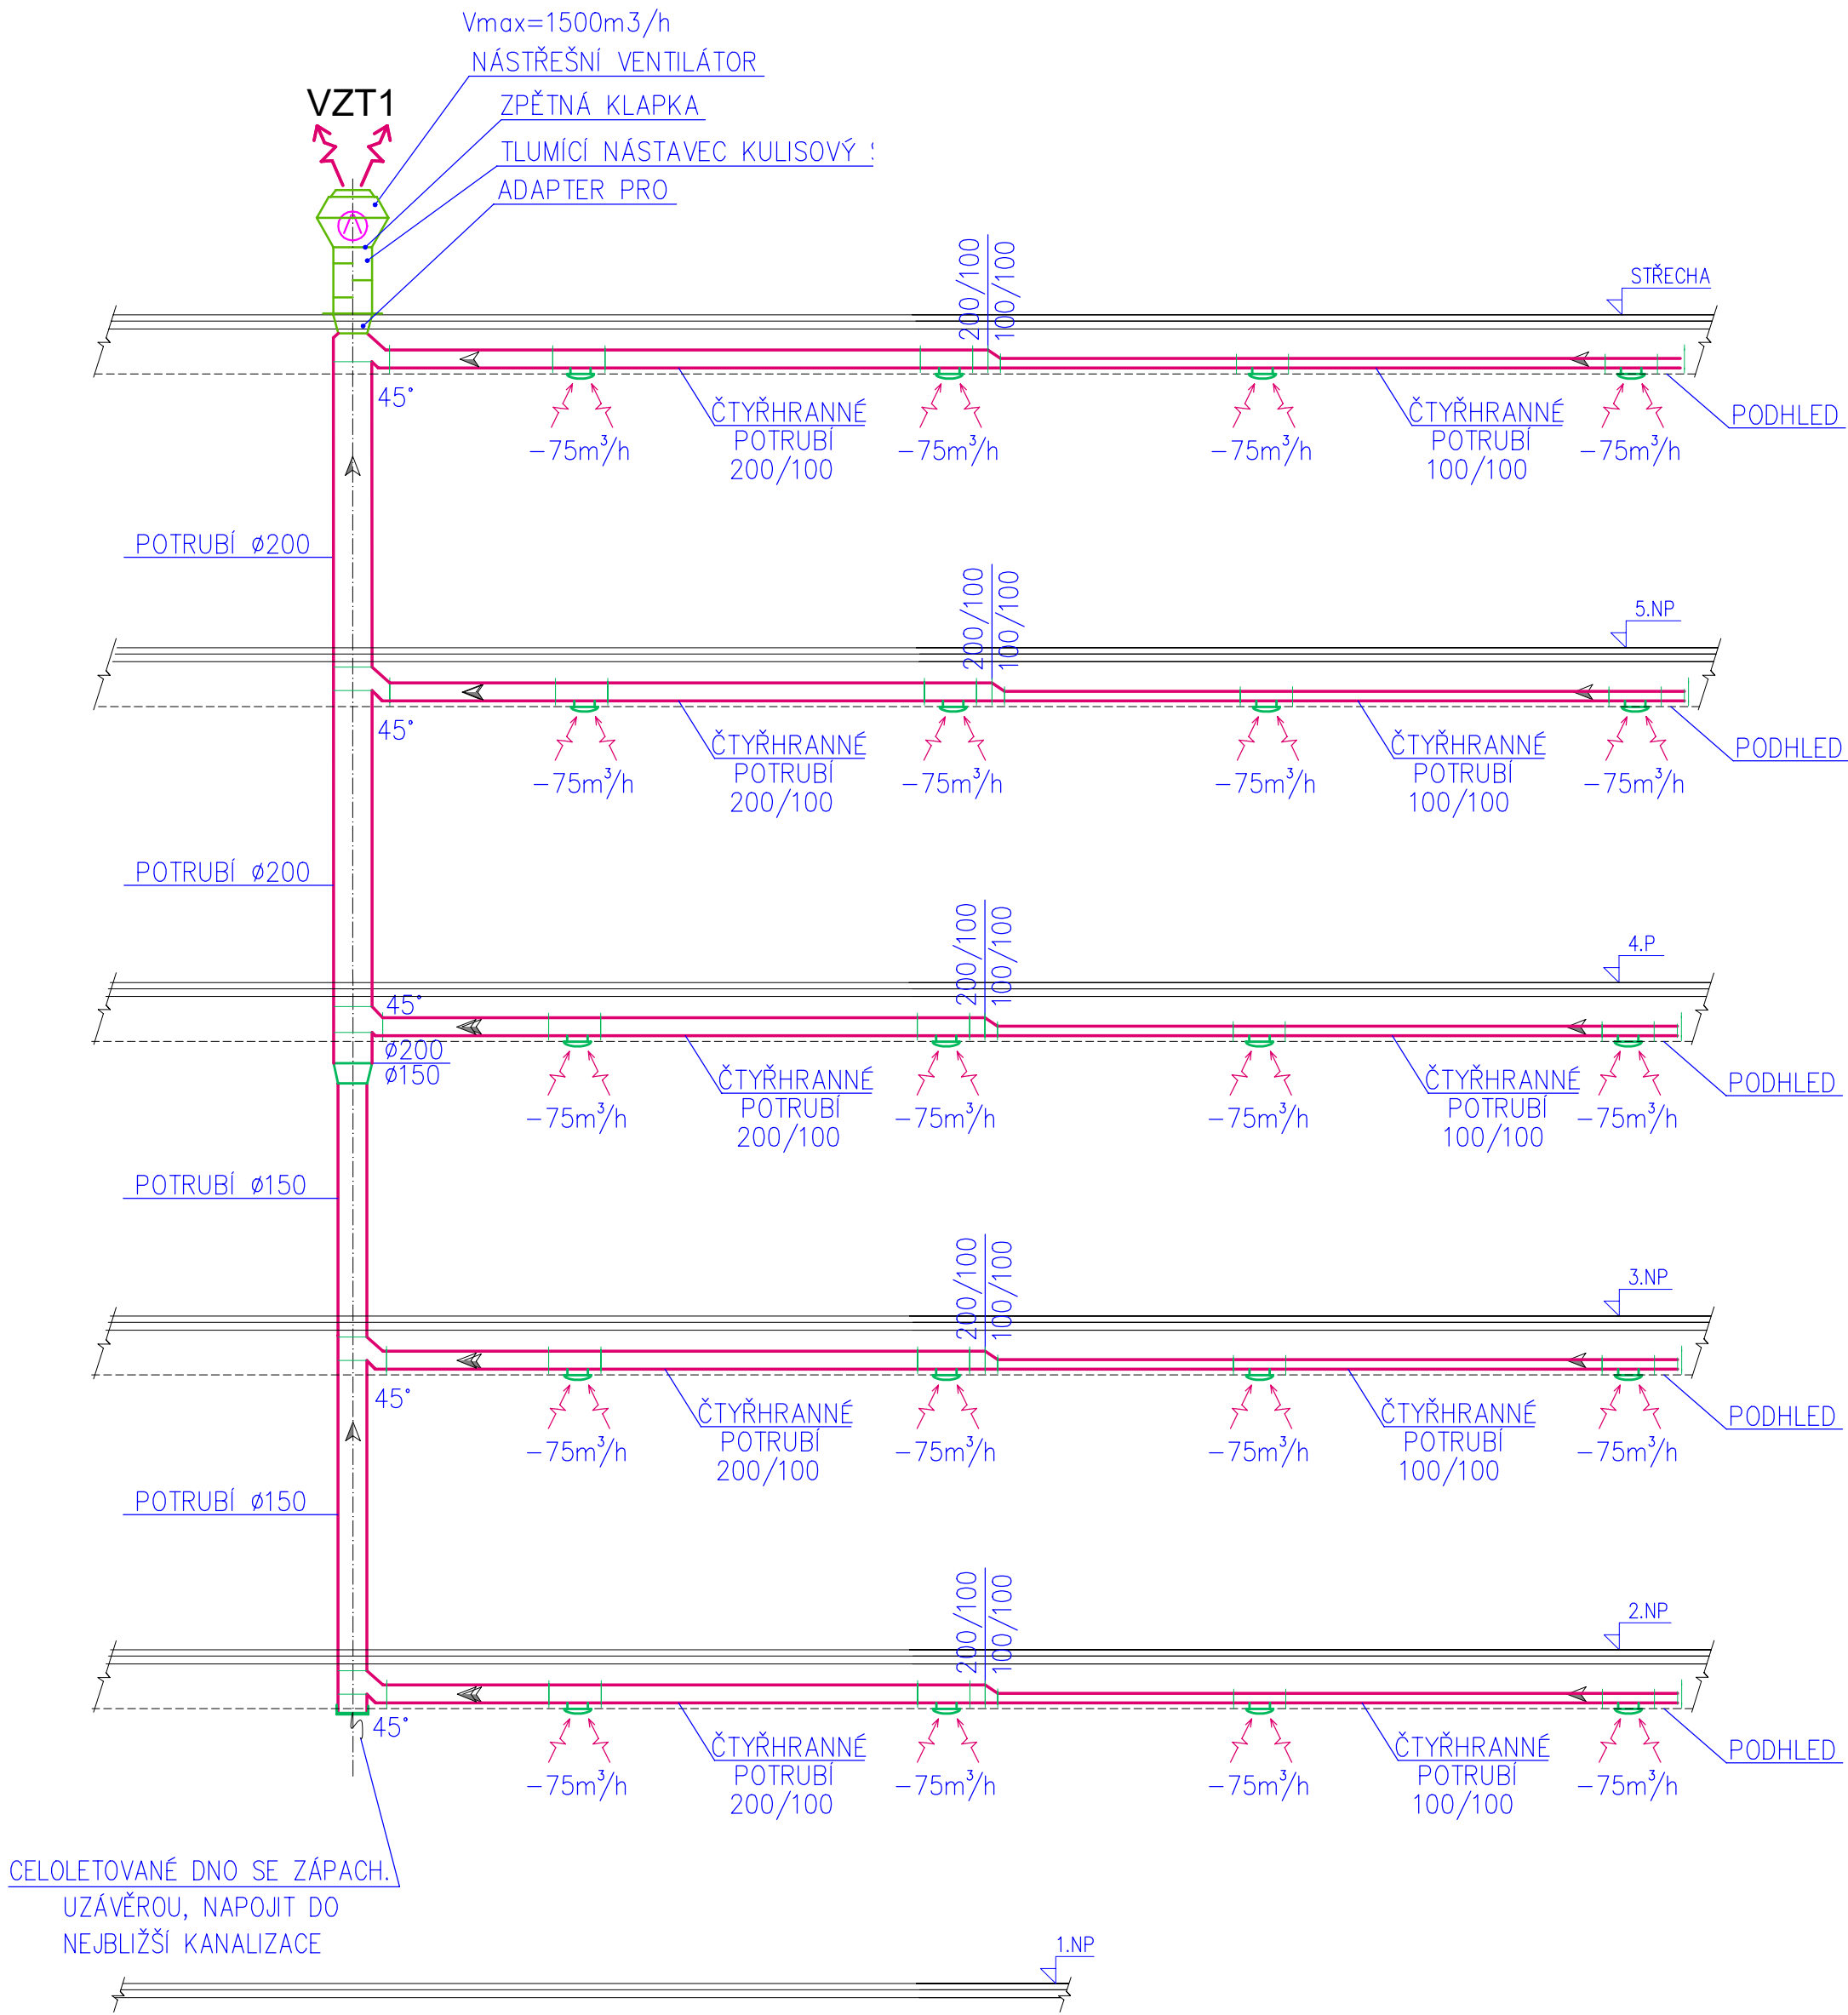 Vmax=1500m3/h
NÁSTŘEŠNÍ VENTILÁTOR
VZT1
ZPĚTNÁ KLAPKA
TLUMÍCÍ NÁSTAVEC KULISOVÝ
ADAPTER PRO
200/100
100/100
STŘECHA
45°
-75m³/h
ČTYŘHRANNÉ
POTRUBÍ
200/100
-75m³/h
-75m³/h
ČTYŘHRANNÉ
POTRUBÍ
100/100
-75m³/h
PODHLED
POTRUBÍ ø200
200/100
100/100
5.NP
45°
-75m³/h
ČTYŘHRANNÉ
POTRUBÍ
200/100
-75m³/h
-75m³/h
ČTYŘHRANNÉ
POTRUBÍ
100/100
-75m³/h
PODHLED
POTRUBÍ ø200
200/100
100/100
4.P
45°
ø200
ø150
-75m³/h
ČTYŘHRANNÉ
POTRUBÍ
200/100
-75m³/h
-75m³/h
ČTYŘHRANNÉ
POTRUBÍ
100/100
-75m³/h
PODHLED
POTRUBÍ ø150
200/100
100/100
3.NP
45°
-75m³/h
ČTYŘHRANNÉ
POTRUBÍ
200/100
-75m³/h
-75m³/h
ČTYŘHRANNÉ
POTRUBÍ
100/100
-75m³/h
PODHLED
POTRUBÍ ø150
200/100
100/100
2.NP
45°
-75m³/h
ČTYŘHRANNÉ
POTRUBÍ
200/100
-75m³/h
-75m³/h
ČTYŘHRANNÉ
POTRUBÍ
100/100
-75m³/h
PODHLED
CELOLETOVANÉ DNO SE ZÁPACH.
UZÁVĚROU, NAPOJIT DO
NEJBLIŽŠÍ KANALIZACE
1.NP